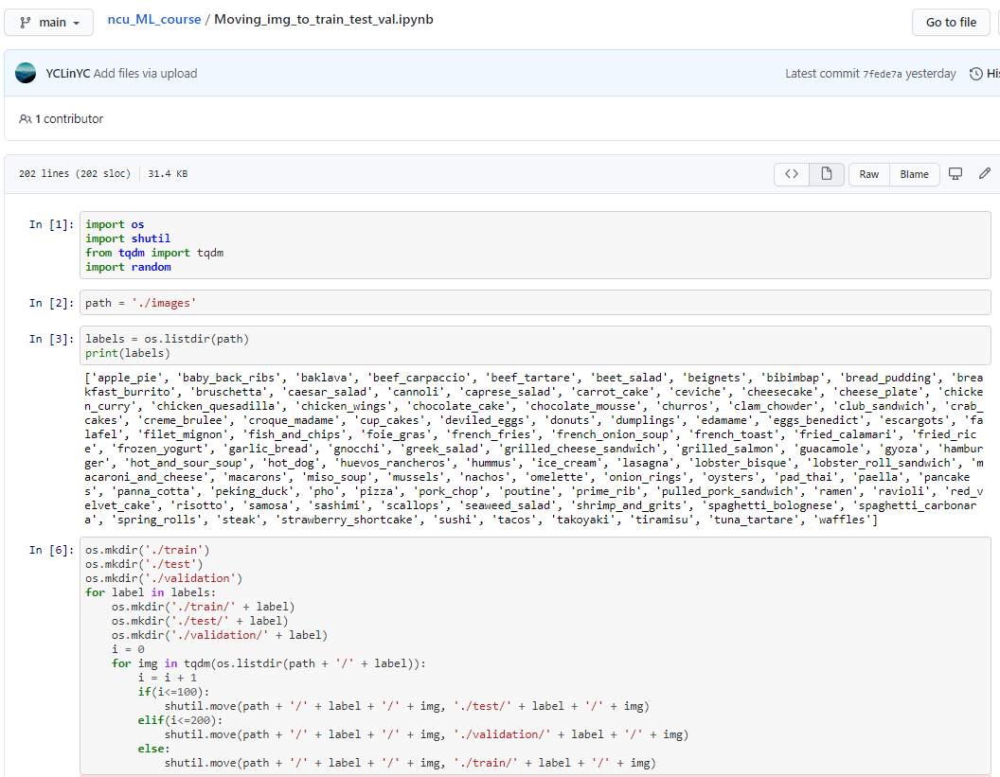 main
ncu_ML_course / Moving_img_to_train_test_val.ipynb
Go to file
YCLinYC Add files via upload
Latest commit 7fede7a yesterday
1 contributor
202 lines (202 sloc) 31.4 KB
Raw
Blame
In [1]:
import os
import shutil
from tqdm import tqdm
import random
In [2]:
path = './images'
In [3]:
labels = os.listdir(path)
print(labels)
['apple_pie', 'baby_back_ribs', 'baklava', 'beef_carpaccio', 'beef_tartare', 'beet_salad', 'beignets', 'bibimbap', 'bread_pudding', 'brea
kfast_burrito', 'bruschetta', 'caesar_salad', 'cannoli', 'caprese_salad', 'carrot_cake', 'ceviche', 'cheesecake', 'cheese_plate', 'chicke
n_curry', 'chicken_quesadilla', 'chicken_wings', 'chocolate_cake', 'chocolate_mousse', 'churros', 'clam_chowder', 'club_sandwich', 'crab_
cakes', 'creme_brulee', 'croque_madame', 'cup_cakes', 'deviled_eggs', 'donuts', 'dumplings', 'edamame', 'eggs_benedict', 'escargots', 'fa
lafel', 'filet_mignon', 'fish_and_chips', 'foie_gras', 'french_fries', 'french_onion_soup', 'french_toast', 'fried_calamari', 'fried_ric
e', 'frozen_yogurt', 'garlic_bread', 'gnocchi', 'greek_salad', 'grilled_cheese_sandwich', 'grilled_salmon', 'guacamole', 'gyoza', 'hambur
ger', 'hot_and_sour_soup', 'hot_dog', 'huevos_rancheros', 'hummus', 'ice_cream', 'lasagna', 'lobster_bisque', 'lobster_roll_sandwich', 'm
acaroni_and_cheese', 'macarons', 'miso_soup', 'mussels', 'nachos', 'omelette', 'onion_rings', 'oysters', 'pad_thai', 'paella', 'pancake
s', 'panna_cotta', 'peking_duck', 'pho', 'pizza', 'pork_chop', 'poutine', 'prime_rib', 'pulled_pork_sandwich', 'ramen', 'ravioli', 'red_v
elvet_cake', 'risotto', 'samosa', 'sashimi', 'scallops', 'seaweed_salad', 'shrimp_and_grits', 'spaghetti_bolognese', 'spaghetti_carbonar
a', 'spring_rolls', 'steak', 'strawberry_shortcake', 'sushi', 'tacos', 'takoyaki', 'tiramisu', 'tuna_tartare', 'waffles']
In [6]:
os.mkdir('./train')
os.mkdir('./test')
os.mkdir('./validation')
for label in labels:
    os.mkdir('./train/' + label)
    os.mkdir('./test/' + label)
    os.mkdir('./validation/' + label)
    i = 0
    for img in tqdm(os.listdir(path + '/' + label)):
        i = i + 1
        if(i<=100):
            shutil.move(path + '/' + label + '/' + img, './test/' + label + '/' + img)
        elif(i<=200):
            shutil.move(path + '/' + label + '/' + img, './validation/' + label + '/' + img)
        else:
            shutil.move(path + '/' + label + '/' + img, './train/' + label + '/' + img)